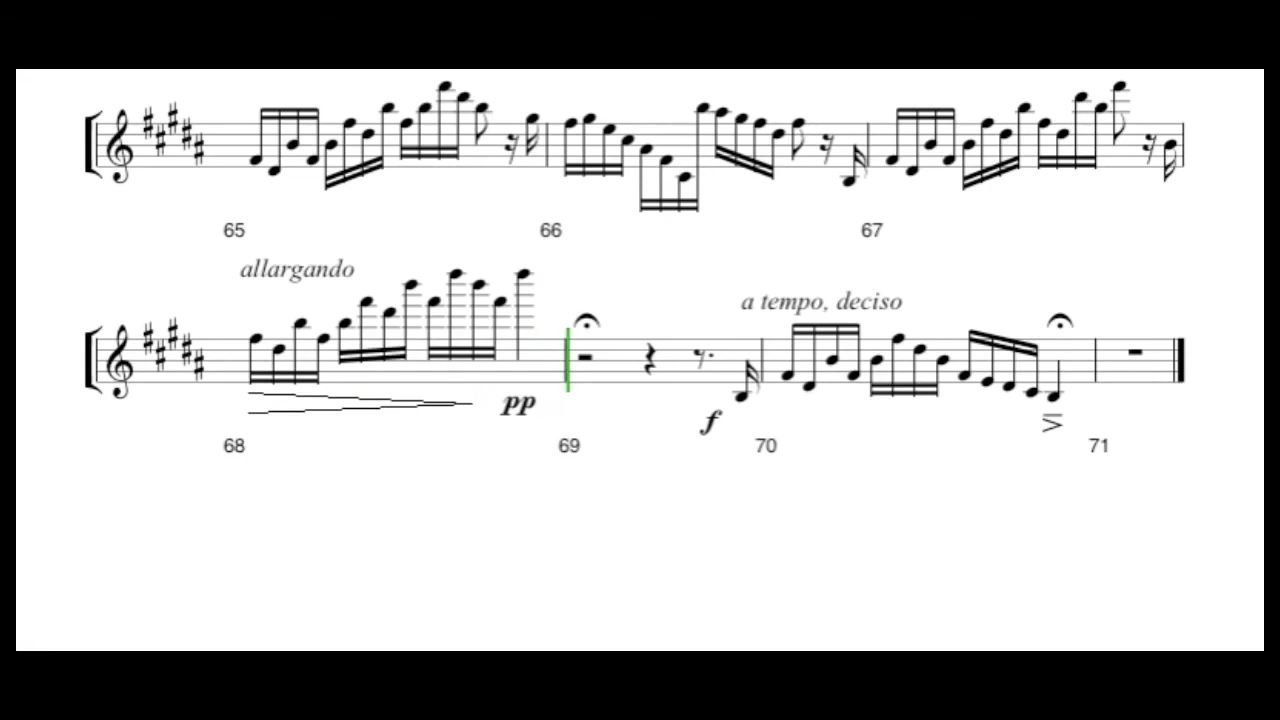 65 66 67
allargando
a tempo, deciso
pp
f
68 69 70 71